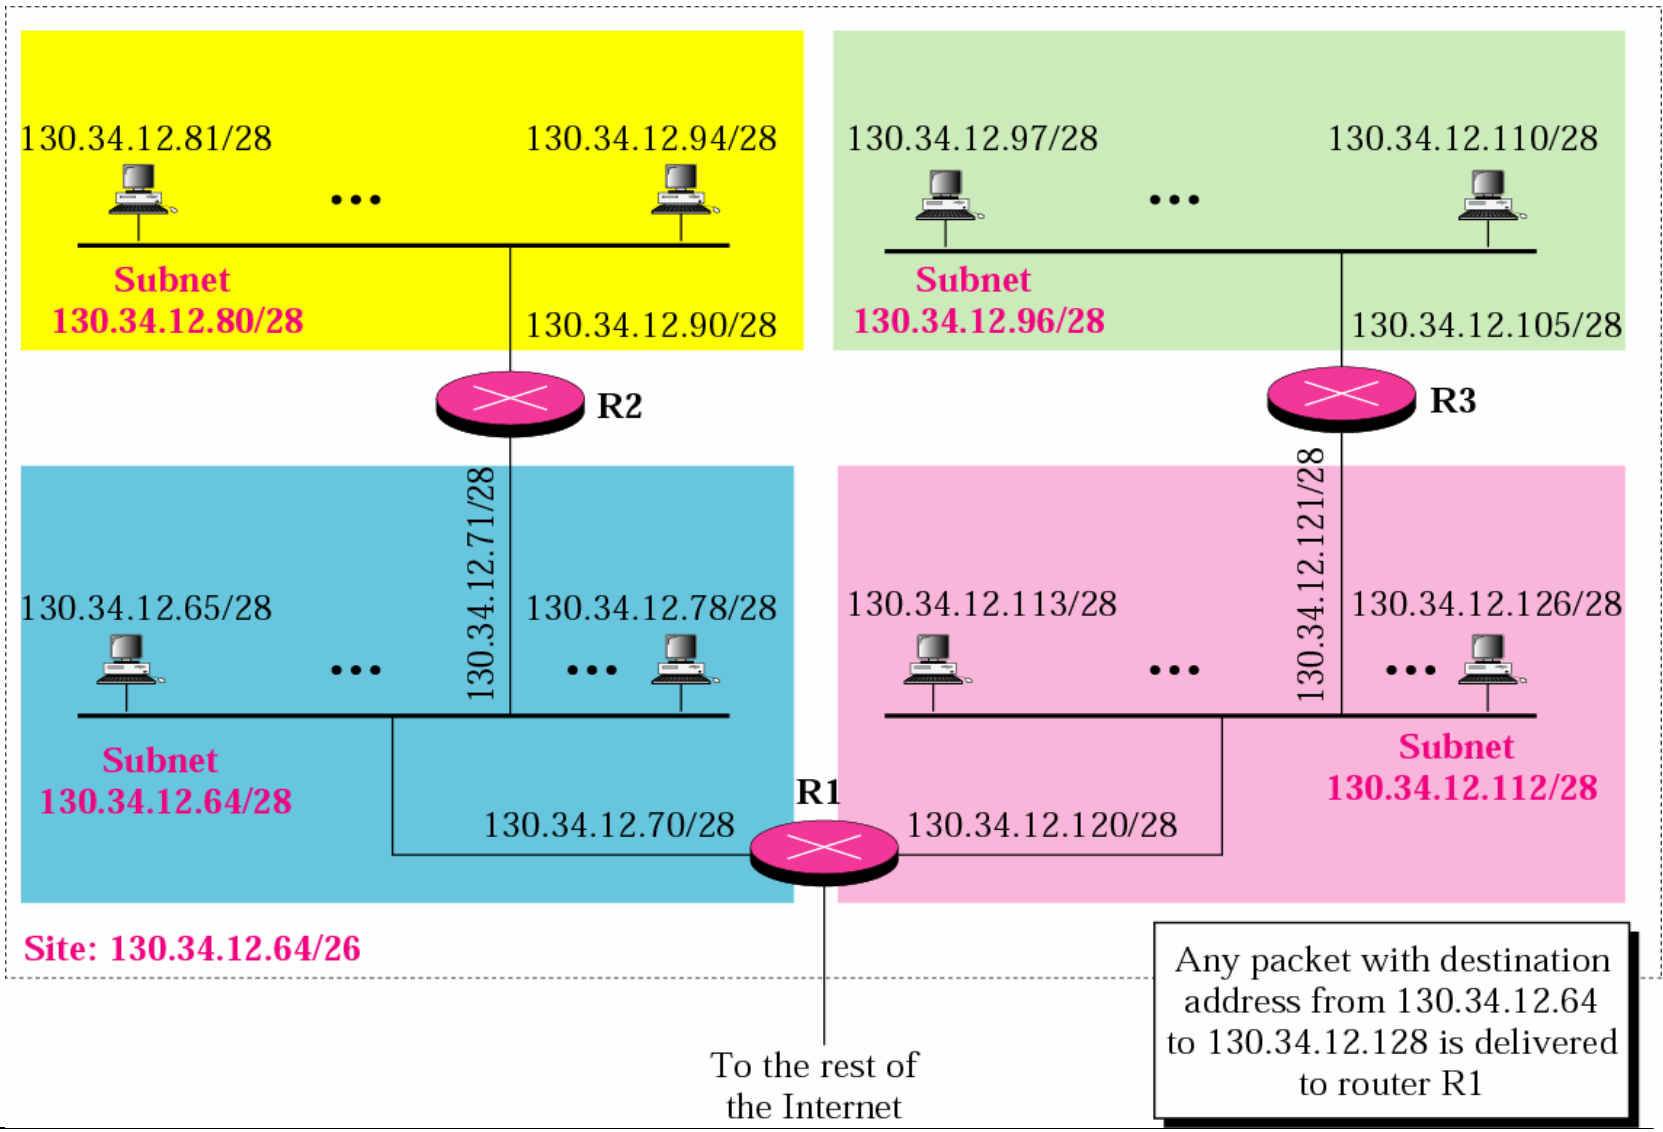 130.34.12.81/28
130.34.12.94/28
130.34.12.97/28
130.34.12.110/28
Subnet
130.34.12.80/28
130.34.12.90/28
Subnet
130.34.12.96/28
130.34.12.105/28
R2
R3
130.34.12.71/28
130.34.12.121/28
130.34.12.65/28
130.34.12.78/28
130.34.12.113/28
130.34.12.126/28
Subnet
130.34.12.64/28
Subnet
130.34.12.112/28
R1
130.34.12.70/28
130.34.12.120/28
Site: 130.34.12.64/26
Any packet with destination
address from 130.34.12.64
to 130.34.12.128 is delivered
to router R1
To the rest of
the Internet